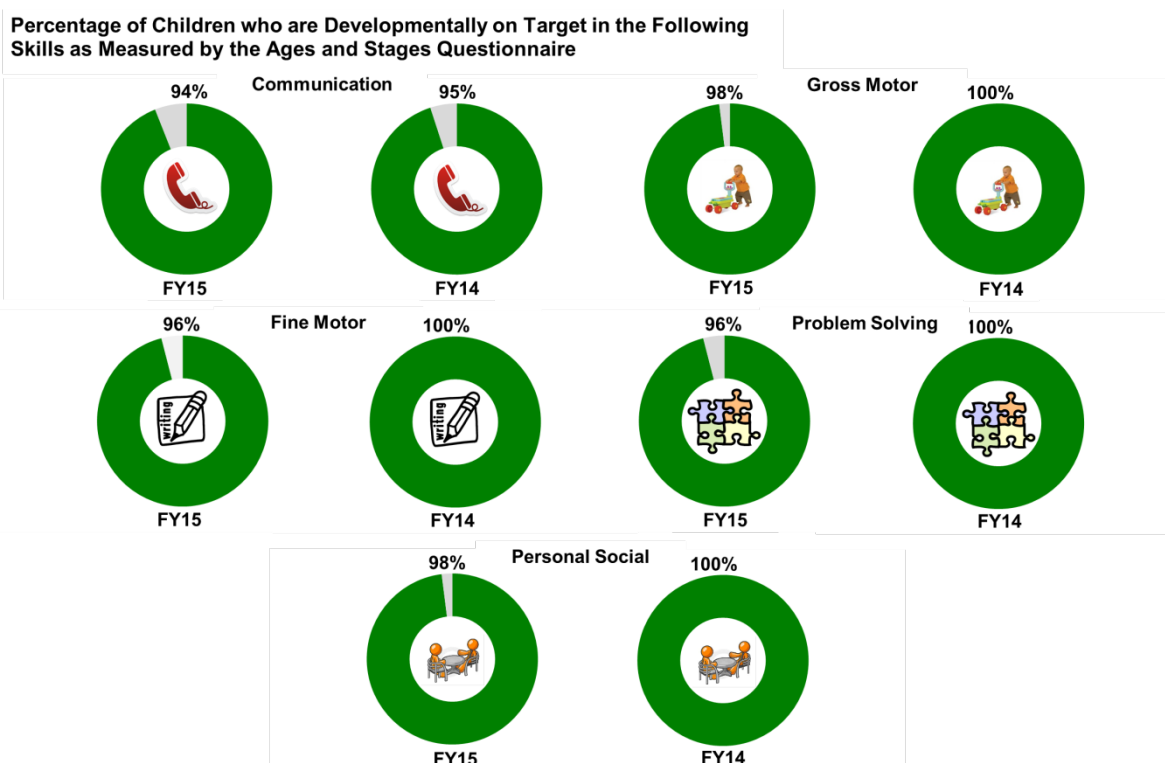 Percentage of Children who are Developmentally on Target in the Following
Skills as Measured by the Ages and Stages Questionnaire
Communication
94%
95%
FY15
FY14
Gross Motor
98%
100%
FY15
FY14
Fine Motor
96%
100%
writing
writing
FY15
FY14
Problem Solving
96%
100%
FY15
FY14
Personal Social
98%
100%
FY15
FY14